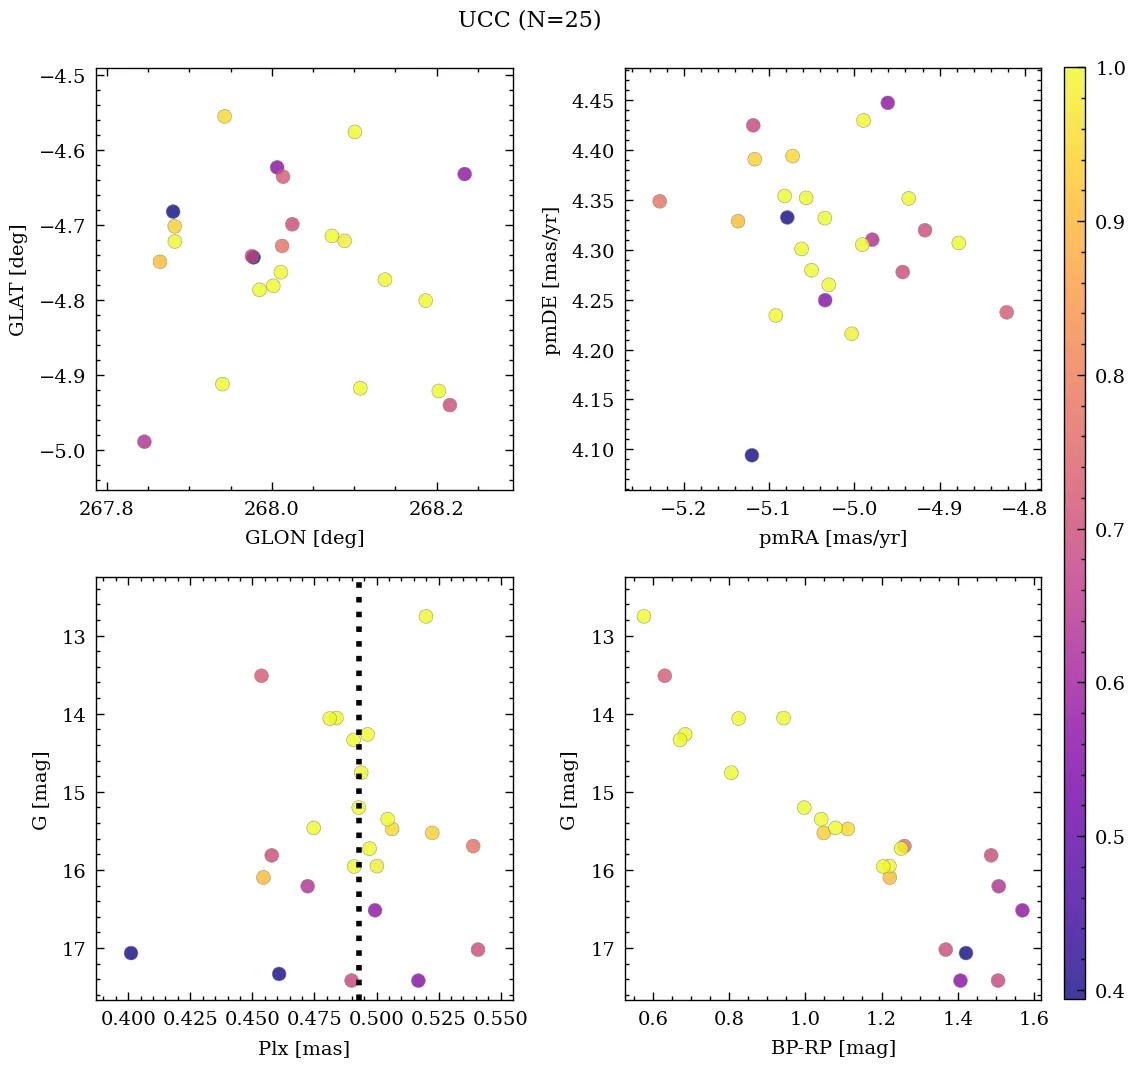 UCC (N=25)
−4.5
−4.6
−4.7
−4.8
−4.9
−5.0
GLAT [deg]
267.8 268.0 268.2
GLON [deg]
4.45
4.40
4.35
4.30
4.25
4.20
4.15
4.10
pmDE [mas/yr]
−5.2 −5.1 −5.0 −4.9 −4.8
pmRA [mas/yr]
13
14
15
16
17
G [mag]
0.400 0.425 0.450 0.475 0.500 0.525 0.550
Plx [mas]
13
14
15
16
17
G [mag]
0.6 0.8 1.0 1.2 1.4 1.6
BP-RP [mag]
1.0
0.9
0.8
0.7
0.6
0.5
0.4